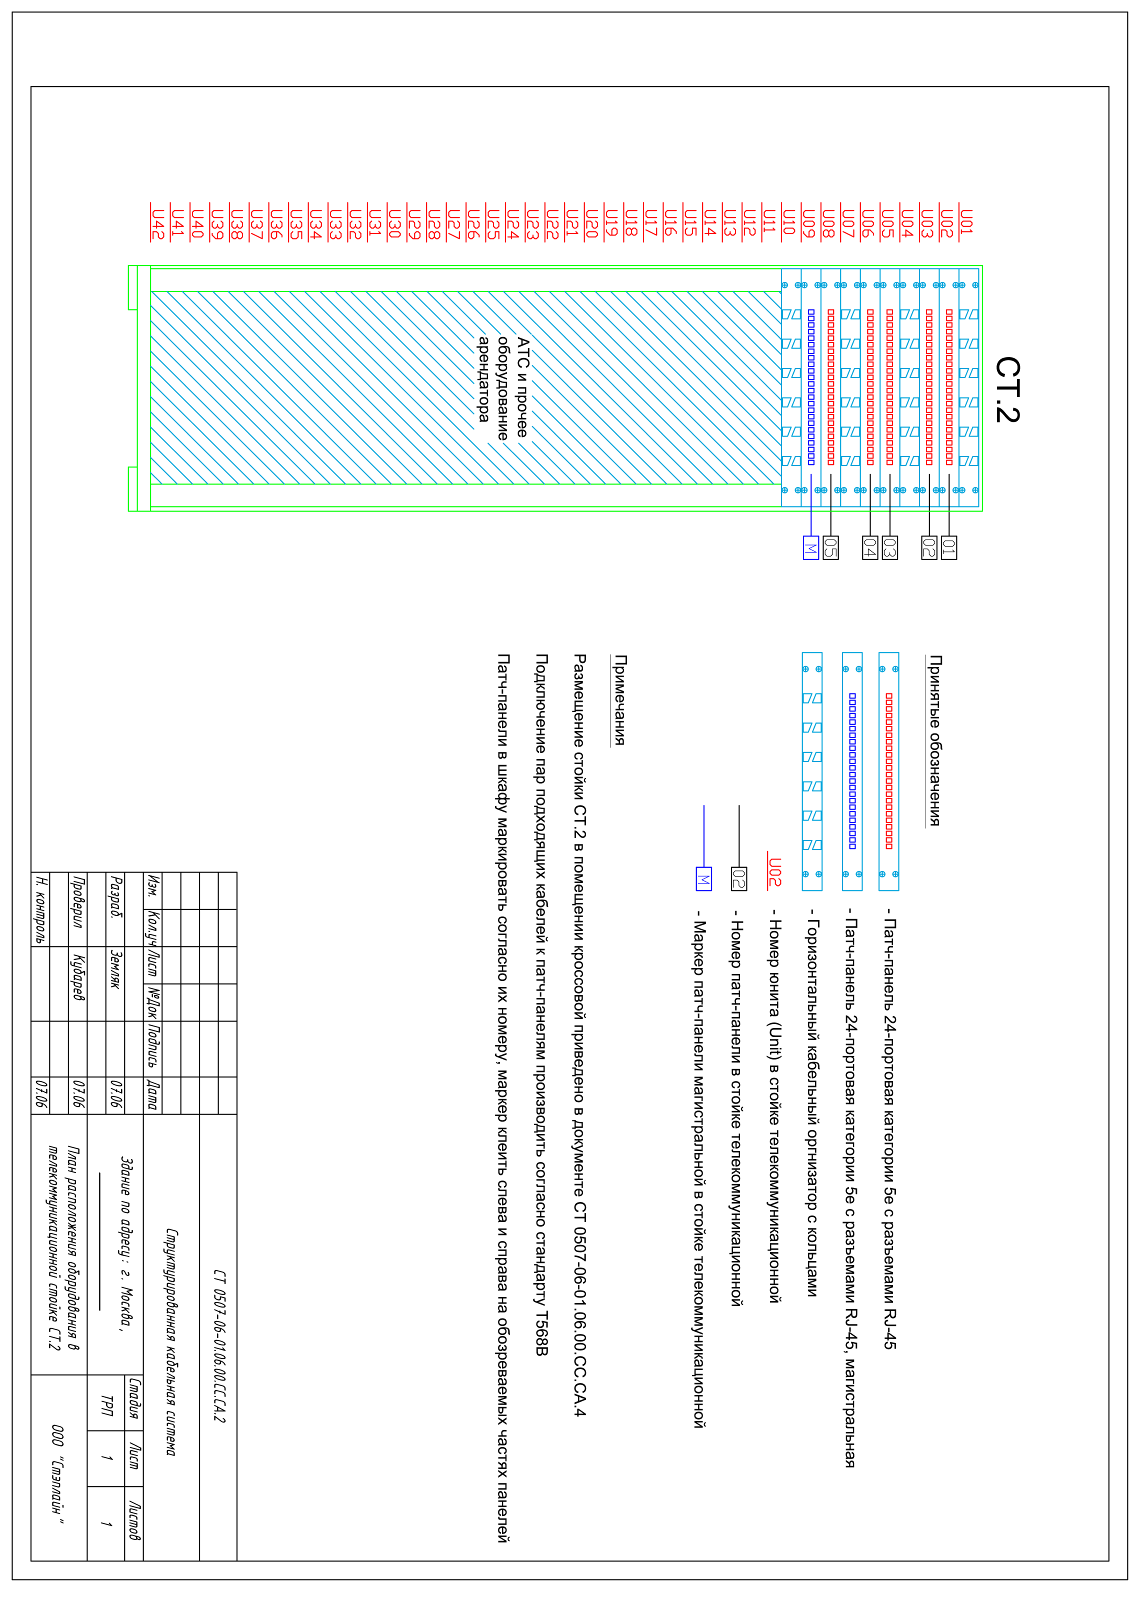 СТ.2
U01
U02
U03
U04
U05
U06
U07
U08
U09
U10
U11
U12
U13
U14
U15
U16
U17
U18
U19
U20
U21
U22
U23
U24
U25
U26
U27
U28
U29
U30
U31
U32
U33
U34
U35
U36
U37
U38
U39
U40
U41
U42
01
02
03
04
05
M
АТС и прочее
оборудование
арендатора
Принятые обозначения
- Патч-панель 24-портовая категории 5е с разъемами RJ-45
- Патч-панель 24-портовая категории 5е с разъемами RJ-45, магистральная
- Горизонтальный кабельный оргнизатор с кольцами
U02 - Номер юнита (Unit) в стойке телекоммуникационной
02 - Номер патч-панели в стойке телекоммуникационной
M - Маркер патч-панели магистральной в стойке телекоммуникационной
Примечания
Размещение стойки СТ.2 в помещении кроссовой приведено в документе СТ 0507-06-01.06.00.СС.СА.4
Подключение пар подходящих кабелей к патч-панелям производить согласно стандарту T568B
Патч-панели в шкафу маркировать согласно их номеру, маркер клеить слева и справа на обозреваемых частях панелей
СТ 0507-06-01.06.00.СС.СА.2
Структурированная кабельная система
Изм. Кол.уч Лист №Док Подпись Дата
Разраб. Земляк 07.06
Проверил Кубарев 07.06
Н. контроль 07.06
Здание по адресу: г. Москва,
Стадия Лист Листов
ТРП 1 1
План расположения оборудования в
телекоммуникационной стойке СТ.2
ООО "Стэплайн"